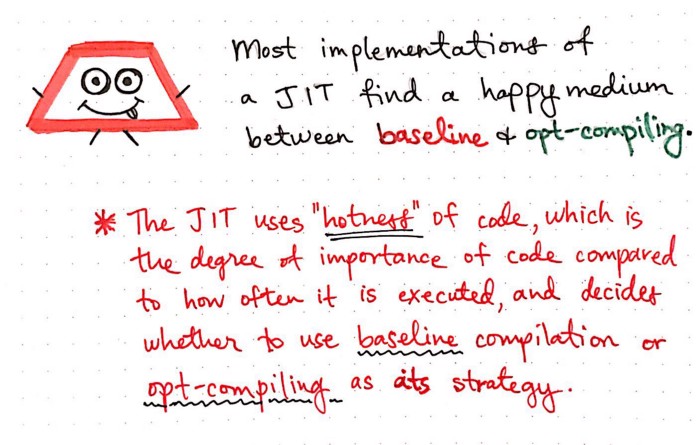 Most implementations of
a JIT find a happy medium
between baseline & opt-compiling.
* The JIT uses "hotness" of code, which is
the degree of importance of code compared
to how often it is executed, and decides
whether to use baseline compilation or
opt-compiling as its strategy.